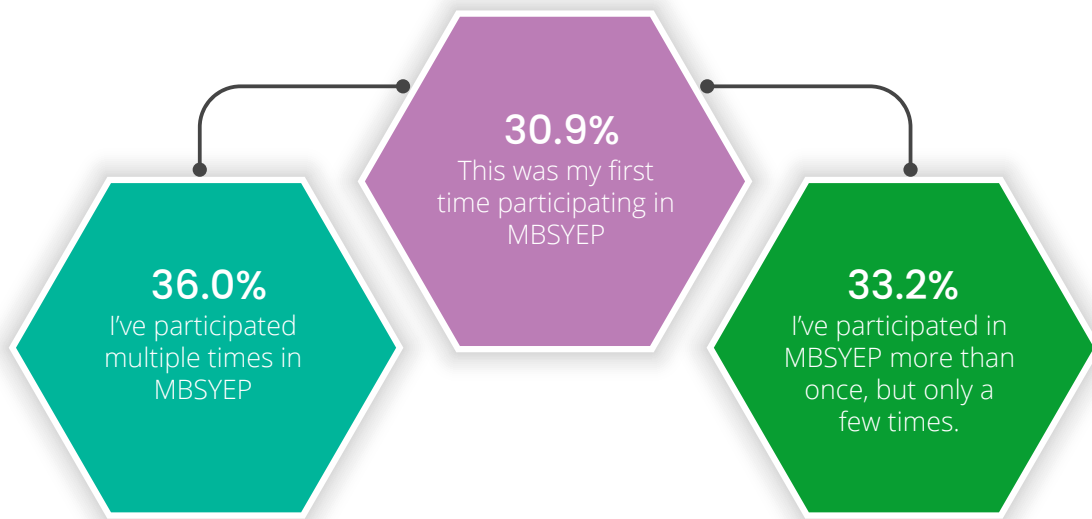 30.9%
This was my first
time participating in
MBSYEP
36.0%
I've participated
multiple times in
MBSYEP
33.2%
I've participated in
MBSYEP more than
once, but only a
few times.